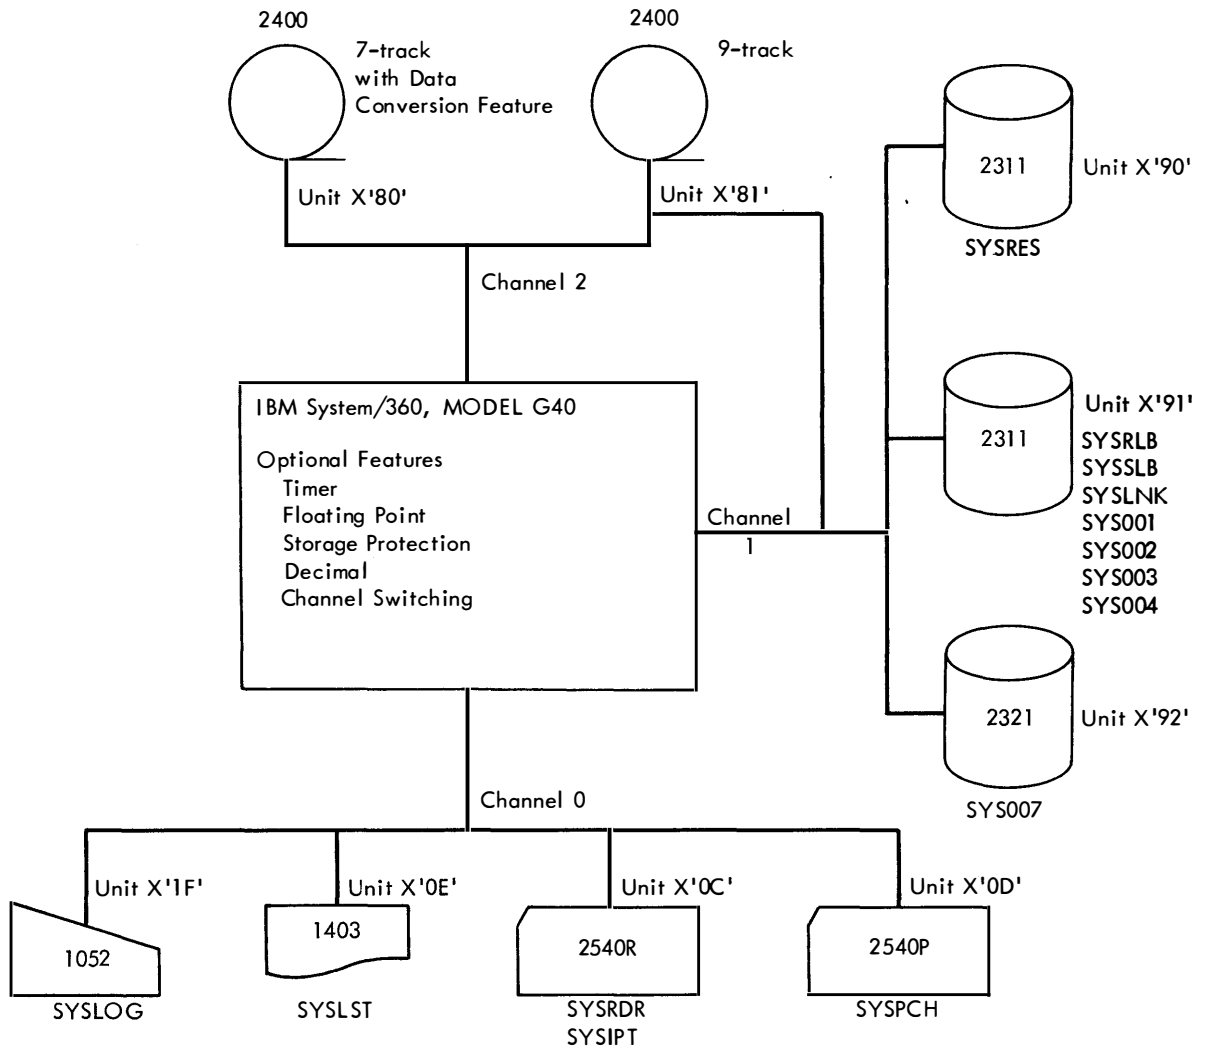 2400
7-track
with Data
Conversion Feature
Unit X'80'
2400
9-track
Unit X'81'
Channel 2
2311
Unit X'90'
SYSRES
IBM System/360, MODEL G40
Optional Features
Timer
Floating Point
Storage Protection
Decimal
Channel Switching
Channel
1
2311
Unit X'91'
SYSRLB
SYSSLB
SYSLNK
SYS001
SYS002
SYS003
SYS004
2321
Unit X'92'
SYS007
Channel 0
Unit X'1F'
1052
SYSLOG
Unit X'0E'
1403
SYSLST
Unit X'0C'
2540R
SYSRDR
SYSIPT
Unit X'0D'
2540P
SYSPCH